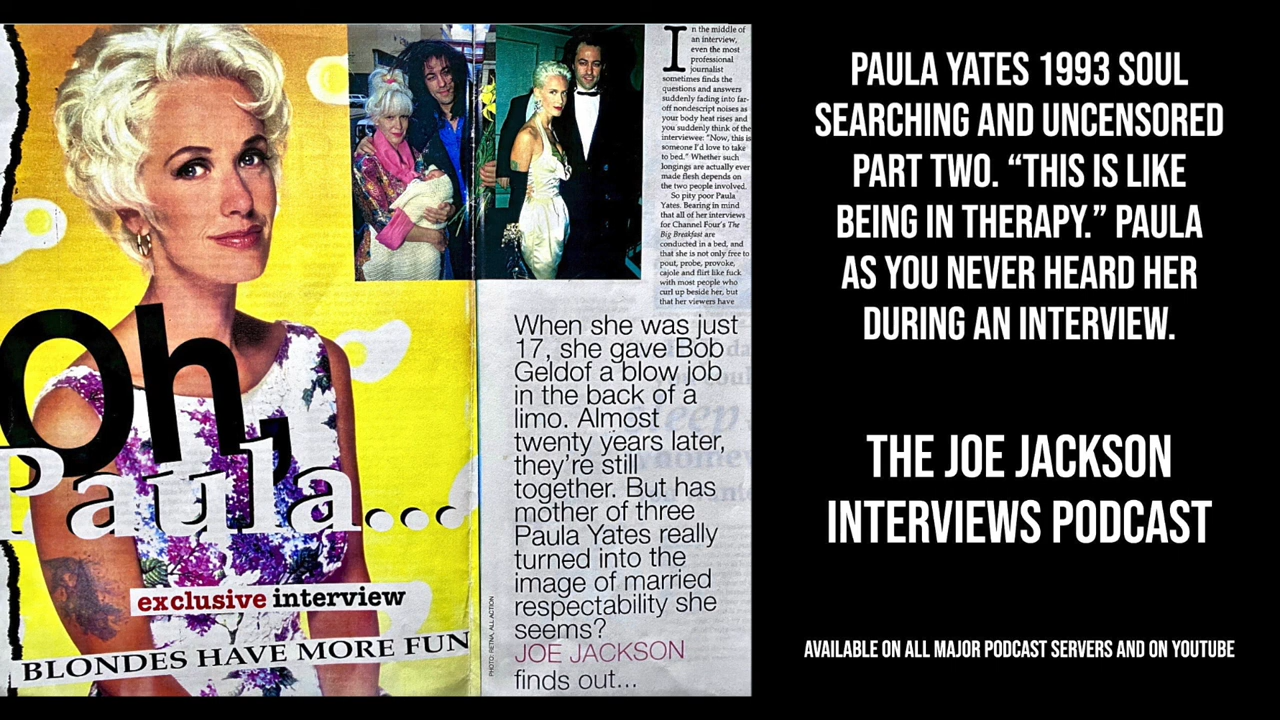 Oh,
Paula...
exclusive interview
BLONDES HAVE MORE FUN
PHOTO: RETNA, ALL ACTION
In the middle of
an interview,
even the most
professional
journalist
sometimes finds the
questions and answers
suddenly fading into far-
off nondescript noises as
your body heat rises and
you suddenly think of the
interviewee: "Now, this is
someone I'd love to take
to bed." Whether such
longings are actually ever
made flesh depends on
the two people involved.
So pity poor Paula
Yates. Bearing in mind
that all of her interviews
for Channel Four's The
Big Breakfast are
conducted in a bed, and
that she is not only free to
pout, probe, provoke,
cajole and flirt like fuck
with most people who
curl up beside her, but
that her viewers have
When she was just
17, she gave Bob
Geldof a blow job
in the back of a
limo. Almost
twenty years later,
they're still
together. But has
mother of three
Paula Yates really
turned into the
image of married
respectability she
seems?
JOE JACKSON
finds out...
PAULA YATES 1993 SOUL
SEARCHING AND UNCENSORED
PART TWO. "THIS IS LIKE
BEING IN THERAPY." PAULA
AS YOU NEVER HEARD HER
DURING AN INTERVIEW.
THE JOE JACKSON
INTERVIEWS PODCAST
AVAILABLE ON ALL MAJOR PODCAST SERVERS AND ON YOUTUBE